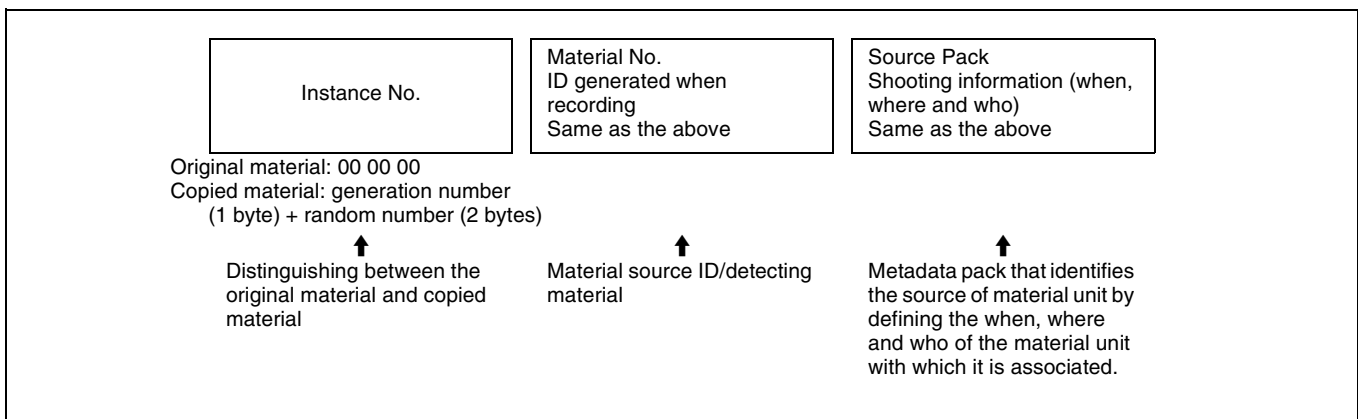 Instance No.
Material No.
ID generated when
recording
Same as the above
Source Pack
Shooting information (when,
where and who)
Same as the above
Original material: 00 00 00
Copied material: generation number
(1 byte) + random number (2 bytes)
Distinguishing between the
original material and copied
material
Material source ID/detecting
material
Metadata pack that identifies
the source of material unit by
defining the when, where
and who of the material unit
with which it is associated.